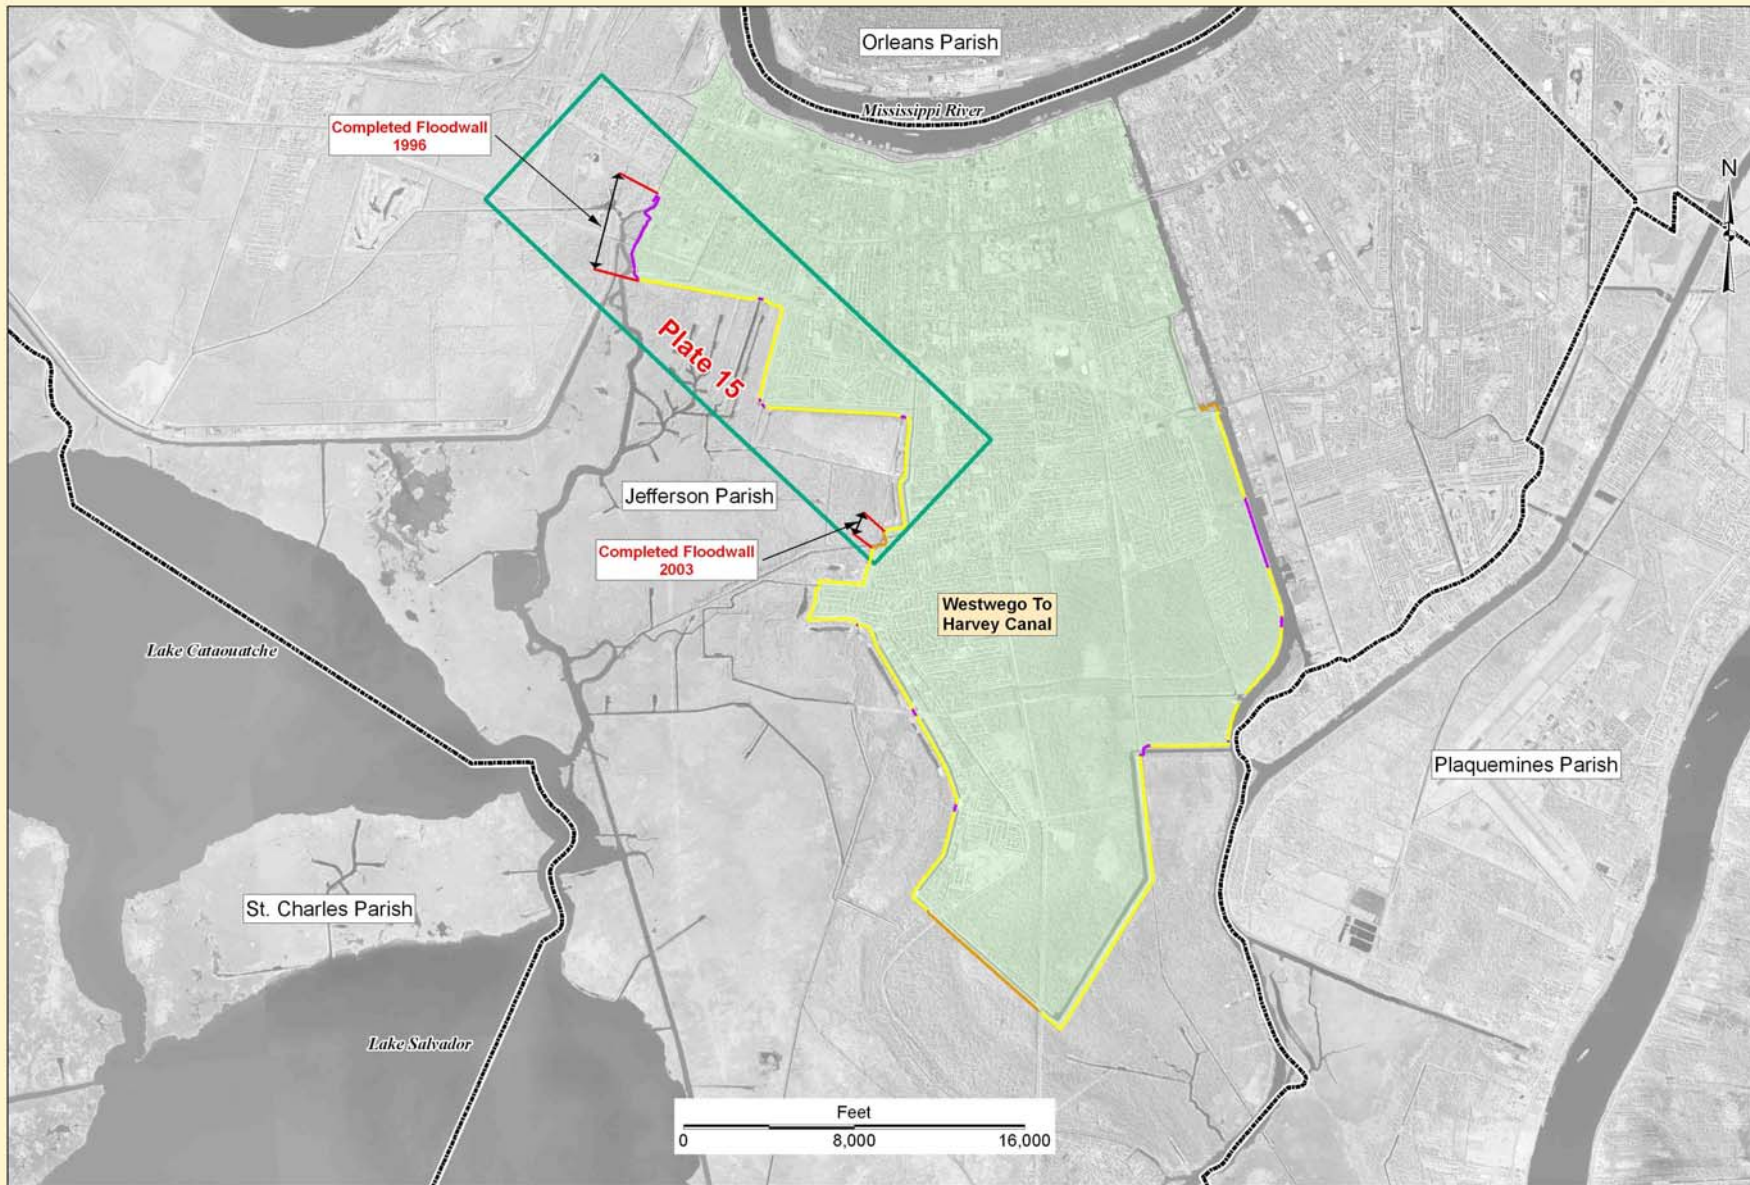 Orleans Parish
Mississippi River
Completed Floodwall
1996
N
Plate 15
Jefferson Parish
Completed Floodwall
2003
Westwego To
Harvey Canal
Lake Cataouatche
Plaquemines Parish
St. Charles Parish
Lake Salvador
Feet
0 8,000 16,000